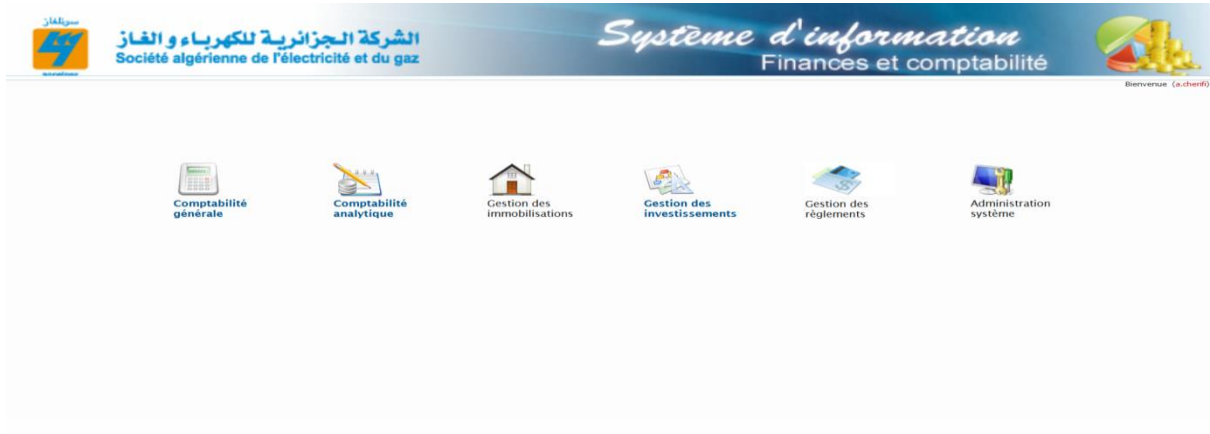 سونلغاز
الشركة الجزائرية للكهرباء و الغاز
Société algérienne de l'électricité et du gaz
Système d'information
Finances et comptabilité
Bienvenue (a.cherifi)
Comptabilité
générale
Comptabilité
analytique
Gestion des
immobilisations
Gestion des
investissements
Gestion des
règlements
Administration
système